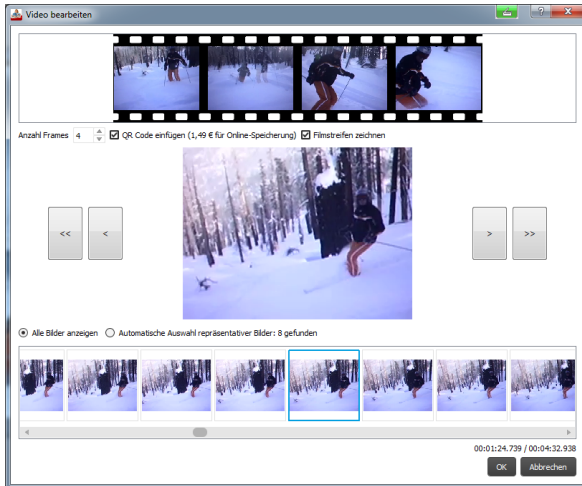 Video bearbeiten
Anzahl Frames 4 QR Code einfügen (1,49 € für Online-Speicherung) Filmstreifen zeichnen
<< < > >>
Alle Bilder anzeigen Automatische Auswahl repräsentativer Bilder: 8 gefunden
00:01:24.739 / 00:04:32.938
OK Abbrechen